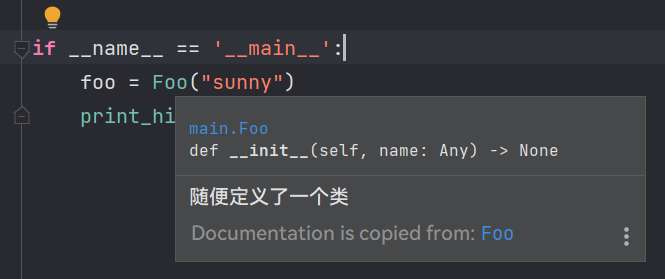 if __name__ == '__main__':
foo = Foo("sunny")
print_hi
main.Foo
def __init__(self, name: Any) -> None
随便定义了一个类
Documentation is copied from: Foo